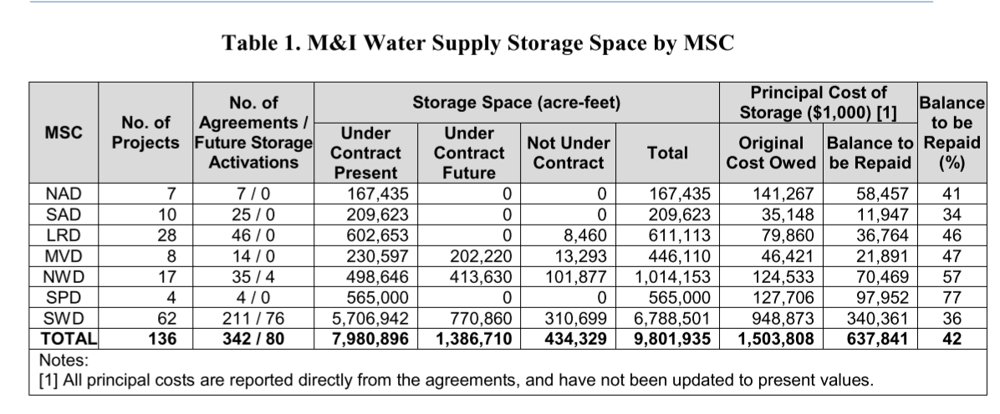 Table 1. M&I Water Supply Storage Space by MSC
MSC | No. of Projects | No. of Agreements / Future Storage Activations | Storage Space (acre-feet) | Principal Cost of Storage ($1,000) [1] | Balance to be Repaid (%)
Under Contract Present | Under Contract Future | Not Under Contract | Total | Original Cost Owed | Balance to be Repaid
NAD 7 7 / 0 167,435 0 0 167,435 141,267 58,457 41
SAD 10 25 / 0 209,623 0 0 209,623 35,148 11,947 34
LRD 28 46 / 0 602,653 0 8,460 611,113 79,860 36,764 46
MVD 8 14 / 0 230,597 202,220 13,293 446,110 46,421 21,891 47
NWD 17 35 / 4 498,646 413,630 101,877 1,014,153 124,533 70,469 57
SPD 4 4 / 0 565,000 0 0 565,000 127,706 97,952 77
SWD 62 211 / 76 5,706,942 770,860 310,699 6,788,501 948,873 340,361 36
TOTAL 136 342 / 80 7,980,896 1,386,710 434,329 9,801,935 1,503,808 637,841 42
Notes:
[1] All principal costs are reported directly from the agreements, and have not been updated to present values.